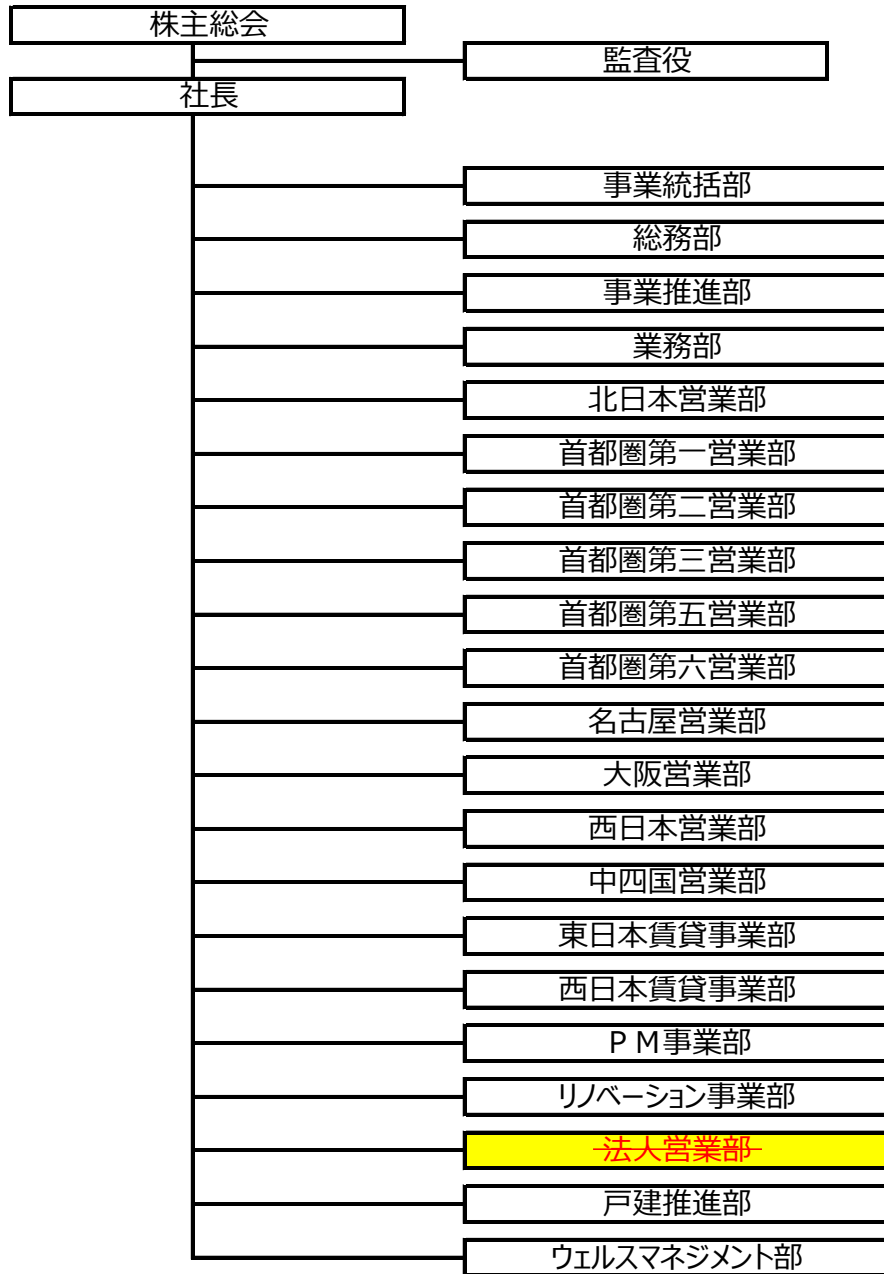 株主総会
監査役
社長
事業統括部
総務部
事業推進部
業務部
北日本営業部
首都圏第一営業部
首都圏第二営業部
首都圏第三営業部
首都圏第五営業部
首都圏第六営業部
名古屋営業部
大阪営業部
西日本営業部
中四国営業部
東日本賃貸事業部
西日本賃貸事業部
ＰＭ事業部
リノベーション事業部
法人営業部
戸建推進部
ウェルスマネジメント部